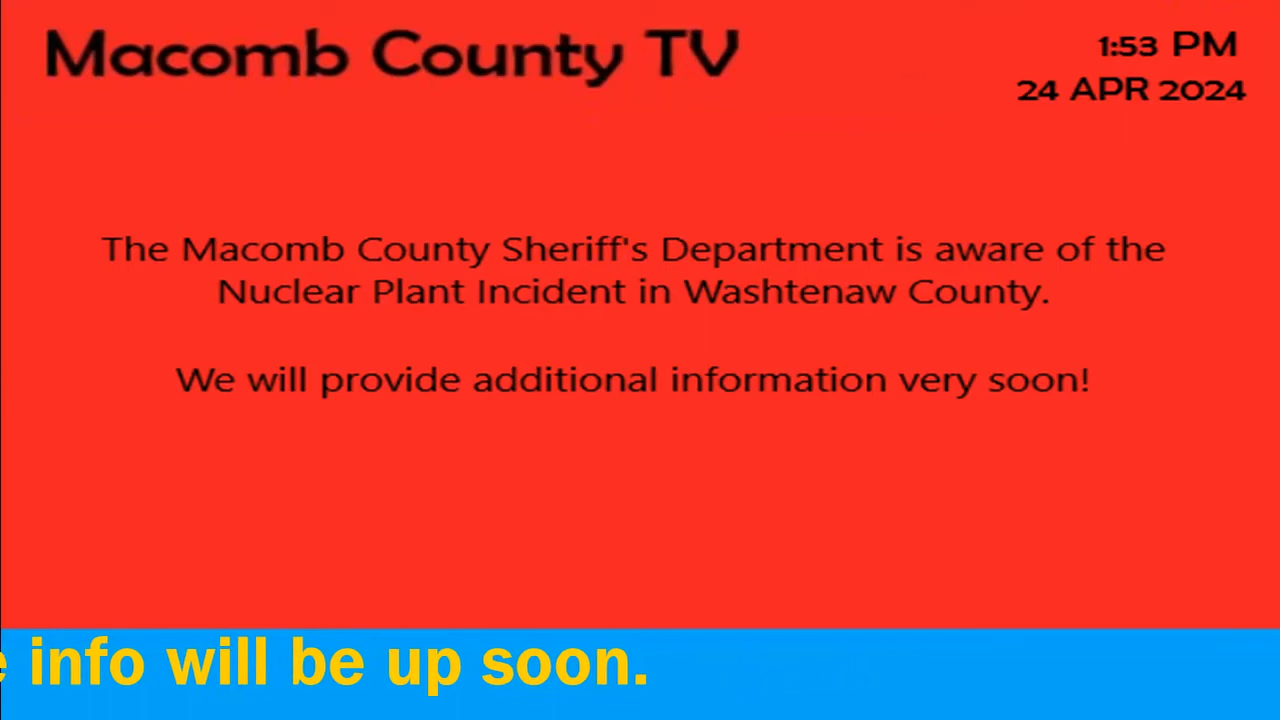 Macomb County TV
1:53 PM
24 APR 2024
The Macomb County Sheriff's Department is aware of the
Nuclear Plant Incident in Washtenaw County.
We will provide additional information very soon!
info will be up soon.